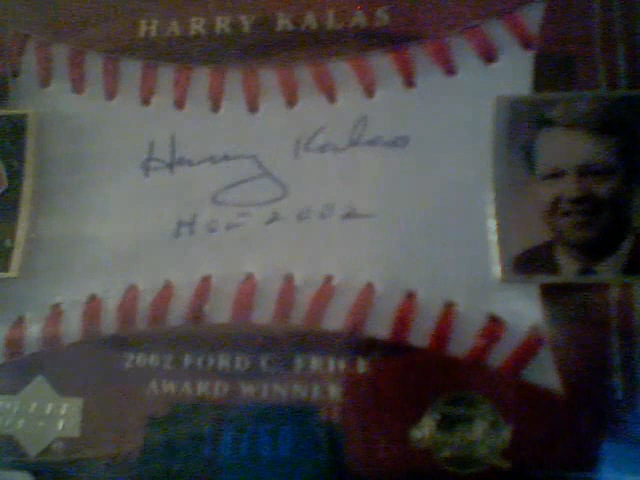 HARRY KALAS
Harry Kalas
HOF 2002
2002 FORD C. FRICK
AWARD WINNER